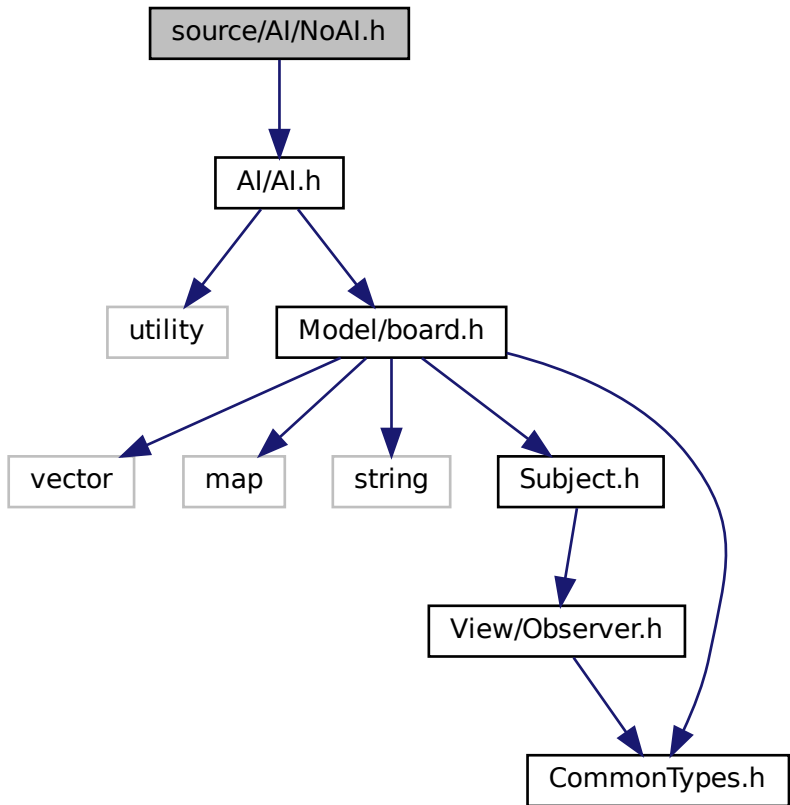 source/AI/NoAI.h
AI/AI.h
utility
Model/board.h
vector
map
string
Subject.h
View/Observer.h
CommonTypes.h